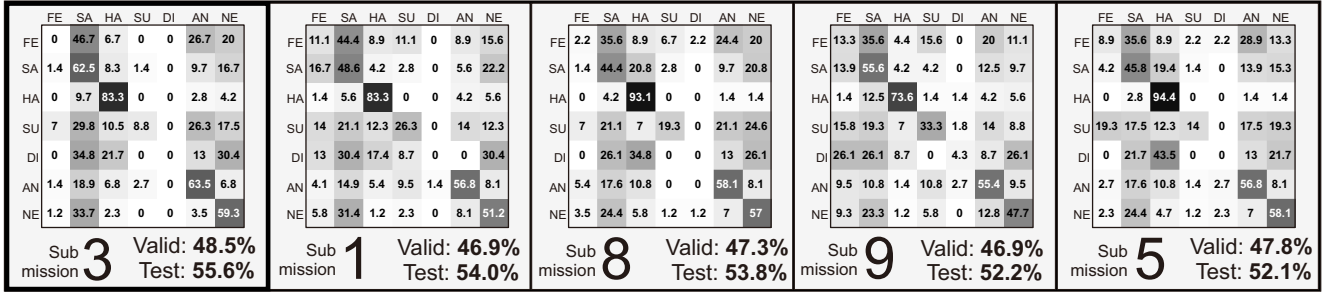 FE SA HA SU DI AN NE
FE 0 46.7 6.7 0 0 26.7 20
SA 1.4 62.5 8.3 1.4 0 9.7 16.7
HA 0 9.7 83.3 0 0 2.8 4.2
SU 7 29.8 10.5 8.8 0 26.3 17.5
DI 0 34.8 21.7 0 0 13 30.4
AN 1.4 18.9 6.8 2.7 0 63.5 6.8
NE 1.2 33.7 2.3 0 0 3.5 59.3
Sub mission 3
Valid: 48.5%
Test: 55.6%
FE SA HA SU DI AN NE
FE 11.1 44.4 8.9 11.1 0 8.9 15.6
SA 16.7 48.6 4.2 2.8 0 5.6 22.2
HA 1.4 5.6 83.3 0 0 4.2 5.6
SU 14 21.1 12.3 26.3 0 14 12.3
DI 13 30.4 17.4 8.7 0 0 30.4
AN 4.1 14.9 5.4 9.5 1.4 56.8 8.1
NE 5.8 31.4 1.2 2.3 0 8.1 51.2
Sub mission 1
Valid: 46.9%
Test: 54.0%
FE SA HA SU DI AN NE
FE 2.2 35.6 8.9 6.7 2.2 24.4 20
SA 1.4 44.4 20.8 2.8 0 9.7 20.8
HA 0 4.2 93.1 0 0 1.4 1.4
SU 7 21.1 7 19.3 0 21.1 24.6
DI 0 26.1 34.8 0 0 13 26.1
AN 5.4 17.6 10.8 0 0 58.1 8.1
NE 3.5 24.4 5.8 1.2 1.2 7 57
Sub mission 8
Valid: 47.3%
Test: 53.8%
FE SA HA SU DI AN NE
FE 13.3 35.6 4.4 15.6 0 20 11.1
SA 13.9 55.6 4.2 4.2 0 12.5 9.7
HA 1.4 12.5 73.6 1.4 1.4 4.2 5.6
SU 15.8 19.3 7 33.3 1.8 14 8.8
DI 26.1 26.1 8.7 0 4.3 8.7 26.1
AN 9.5 10.8 1.4 10.8 2.7 55.4 9.5
NE 9.3 23.3 1.2 5.8 0 12.8 47.7
Sub mission 9
Valid: 46.9%
Test: 52.2%
FE SA HA SU DI AN NE
FE 8.9 35.6 8.9 2.2 2.2 28.9 13.3
SA 4.2 45.8 19.4 1.4 0 13.9 15.3
HA 0 2.8 94.4 0 0 1.4 1.4
SU 19.3 17.5 12.3 14 0 17.5 19.3
DI 0 21.7 43.5 0 0 13 21.7
AN 2.7 17.6 10.8 1.4 2.7 56.8 8.1
NE 2.3 24.4 4.7 1.2 2.3 7 58.1
Sub mission 5
Valid: 47.8%
Test: 52.1%